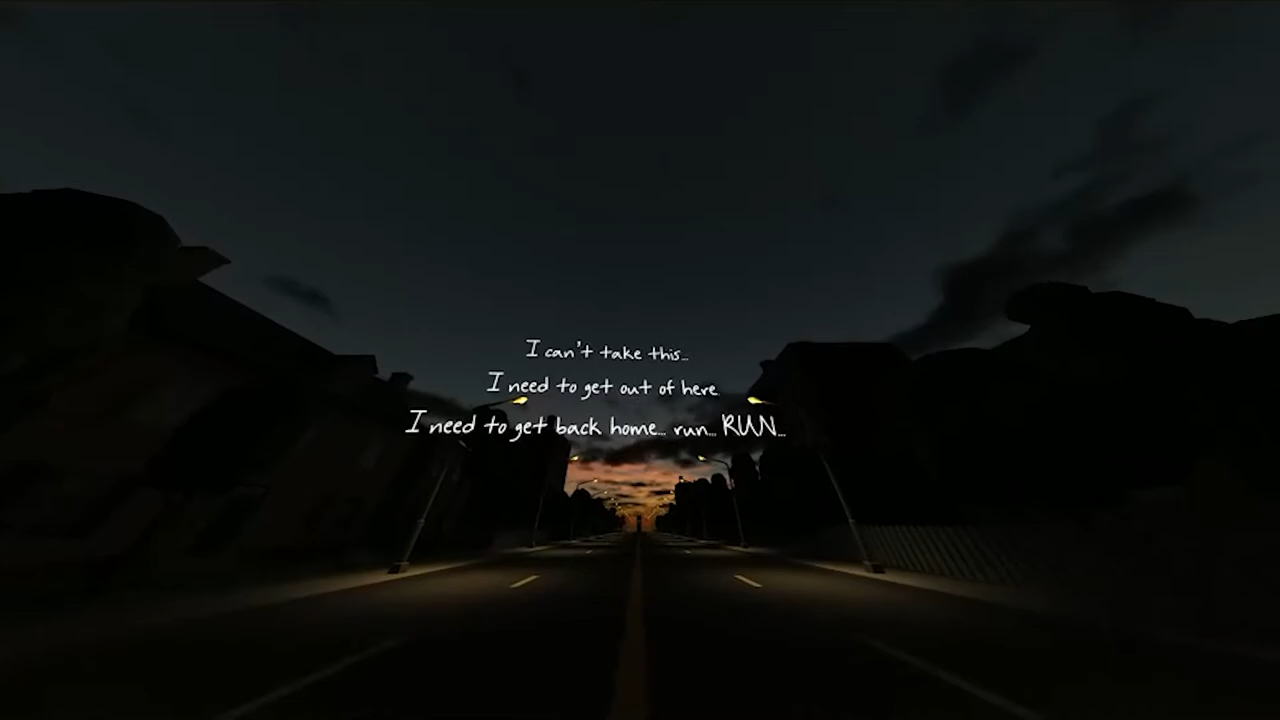 I can't take this...
I need to get out of here.
I need to get back home... run... RUN...